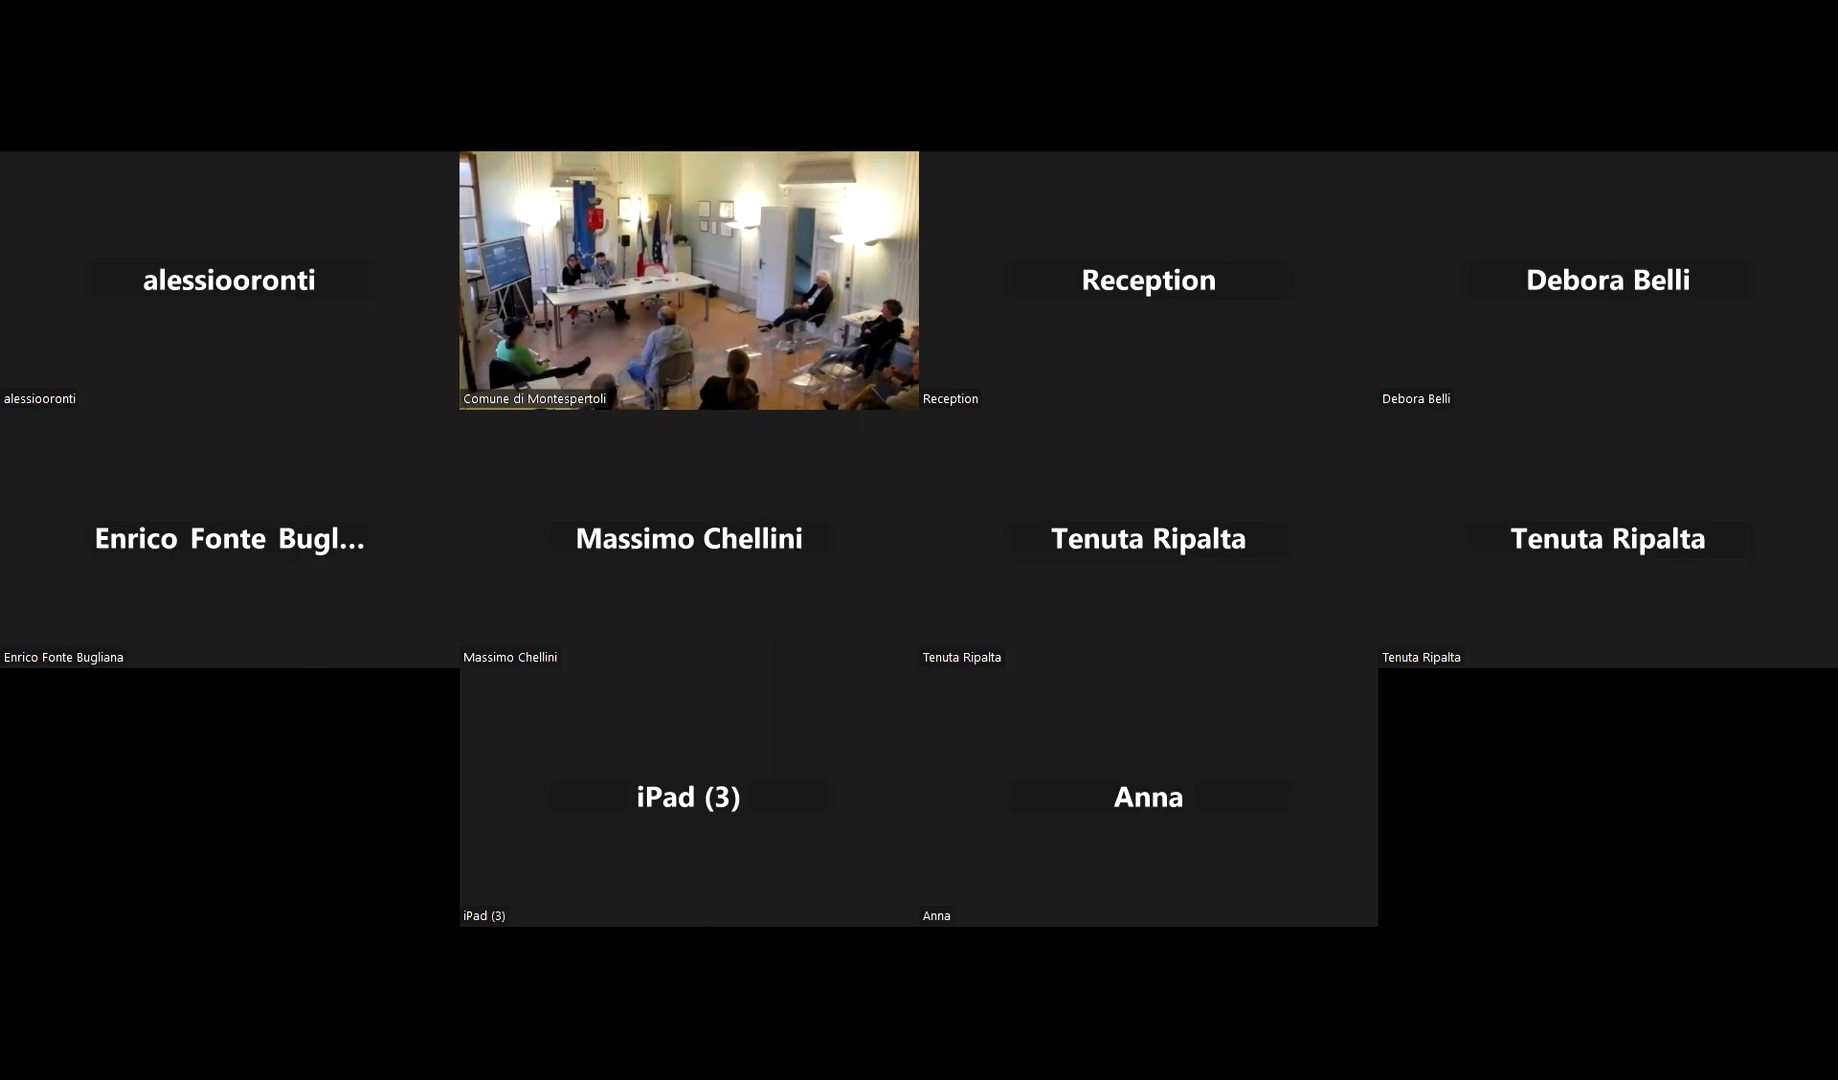 alessiooronti
Reception
Debora Belli
alessiooronti
Comune di Montespertoli
Reception
Debora Belli
Enrico Fonte Bugl...
Massimo Chellini
Tenuta Ripalta
Tenuta Ripalta
Enrico Fonte Bugliana
Massimo Chellini
Tenuta Ripalta
Tenuta Ripalta
iPad (3)
Anna
iPad (3)
Anna